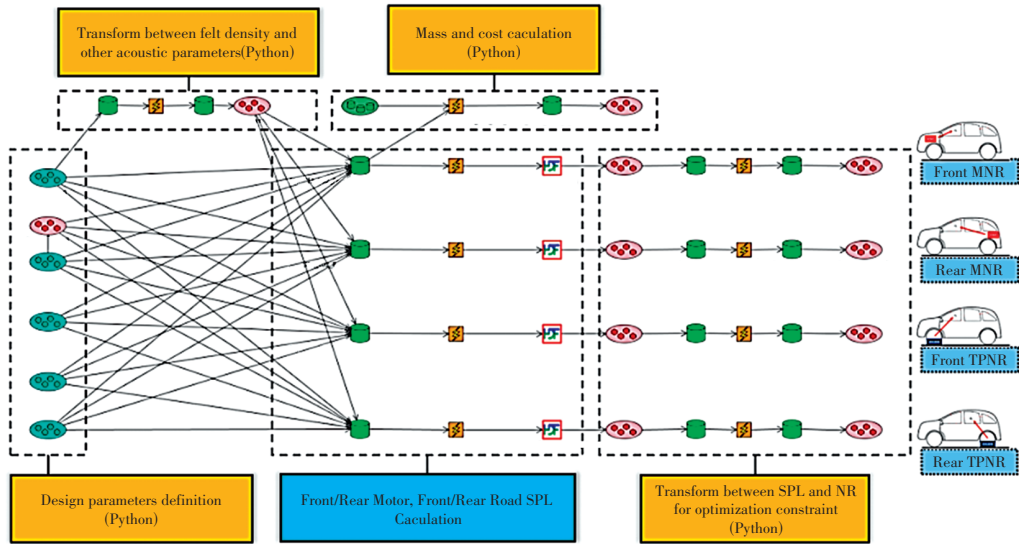 Transform between felt density and
other acoustic parameters(Python)
Mass and cost caculation
(Python)
Front MNR
Rear MNR
Front TPNR
Rear TPNR
Design parameters definition
(Python)
Front/Rear Motor, Front/Rear Road SPL
Caculation
Transform between SPL and NR
for optimization constraint
(Python)